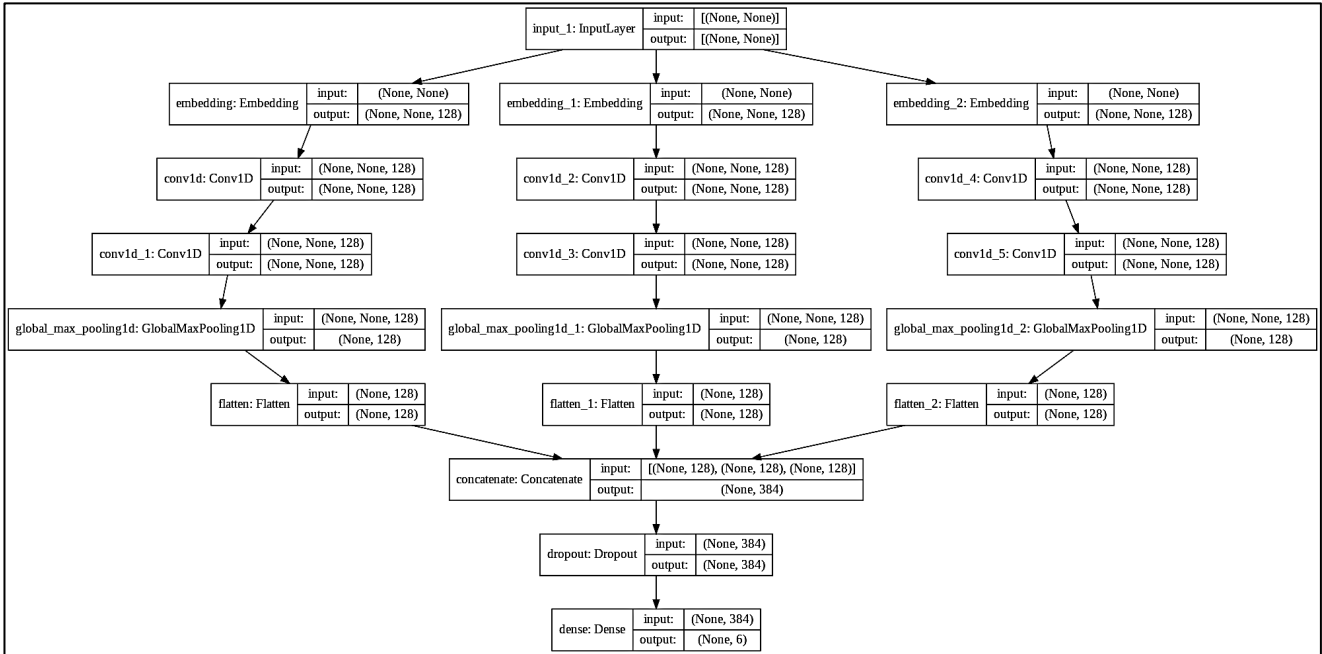 input_1: InputLayer
input: [(None, None)]
output: [(None, None)]
embedding: Embedding
input: (None, None)
output: (None, None, 128)
embedding_1: Embedding
input: (None, None)
output: (None, None, 128)
embedding_2: Embedding
input: (None, None)
output: (None, None, 128)
conv1d: Conv1D
input: (None, None, 128)
output: (None, None, 128)
conv1d_2: Conv1D
input: (None, None, 128)
output: (None, None, 128)
conv1d_4: Conv1D
input: (None, None, 128)
output: (None, None, 128)
conv1d_1: Conv1D
input: (None, None, 128)
output: (None, None, 128)
conv1d_3: Conv1D
input: (None, None, 128)
output: (None, None, 128)
conv1d_5: Conv1D
input: (None, None, 128)
output: (None, None, 128)
global_max_pooling1d: GlobalMaxPooling1D
input: (None, None, 128)
output: (None, 128)
global_max_pooling1d_1: GlobalMaxPooling1D
input: (None, None, 128)
output: (None, 128)
global_max_pooling1d_2: GlobalMaxPooling1D
input: (None, None, 128)
output: (None, 128)
flatten: Flatten
input: (None, 128)
output: (None, 128)
flatten_1: Flatten
input: (None, 128)
output: (None, 128)
flatten_2: Flatten
input: (None, 128)
output: (None, 128)
concatenate: Concatenate
input: [(None, 128), (None, 128), (None, 128)]
output: (None, 384)
dropout: Dropout
input: (None, 384)
output: (None, 384)
dense: Dense
input: (None, 384)
output: (None, 6)